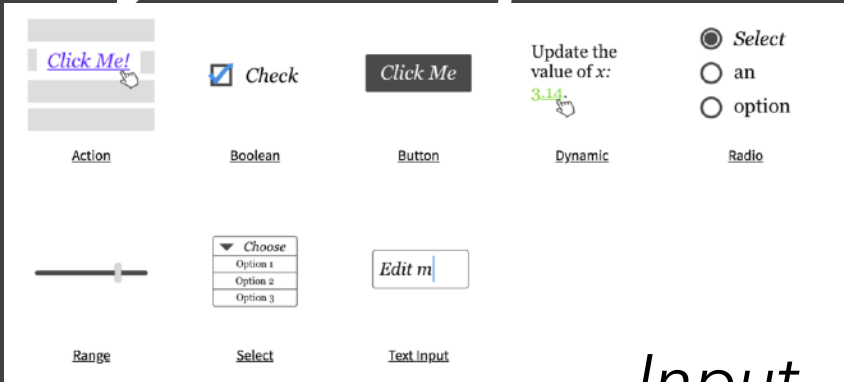 Click Me!
Check
Click Me
Update the
value of x:
3.14.
Select
an
option
Action
Boolean
Button
Dynamic
Radio
Choose
Option 1
Option 2
Option 3
Edit m
Range
Select
Text Input
Input